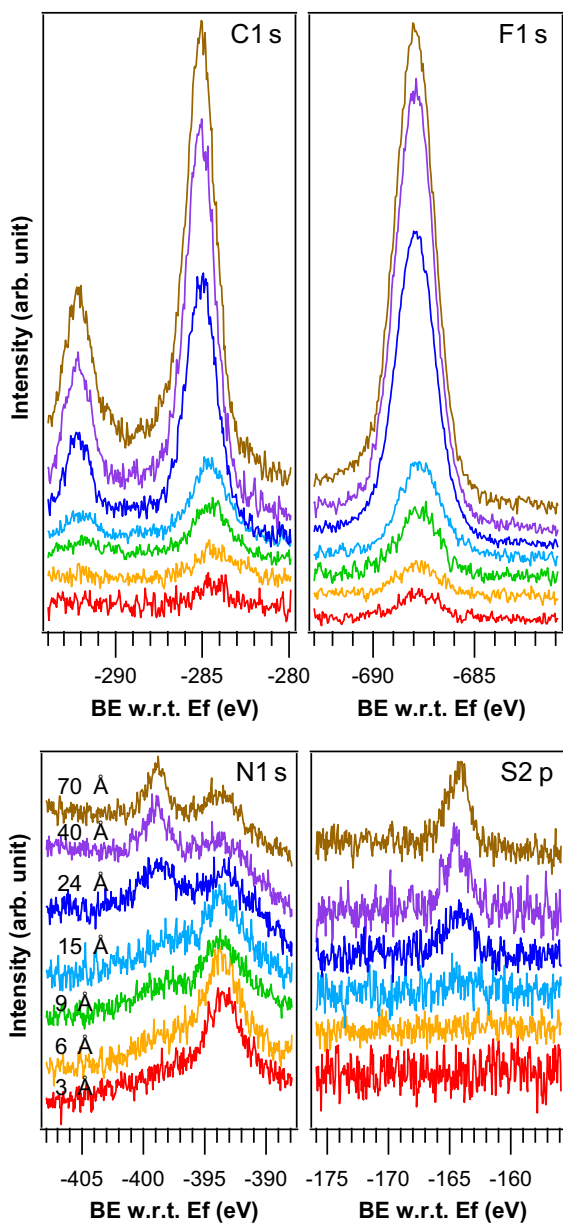 C1 s
F1 s
Intensity (arb. unit)
-290
-285
-280
-690
-685
BE w.r.t. Ef (eV)
BE w.r.t. Ef (eV)
N1 s
S2 p
Intensity (arb. unit)
70 Å
40 Å
24 Å
15 Å
9 Å
6 Å
3 Å
-405
-400
-395
-390
-175
-170
-165
-160
BE w.r.t. Ef (eV)
BE w.r.t. Ef (eV)